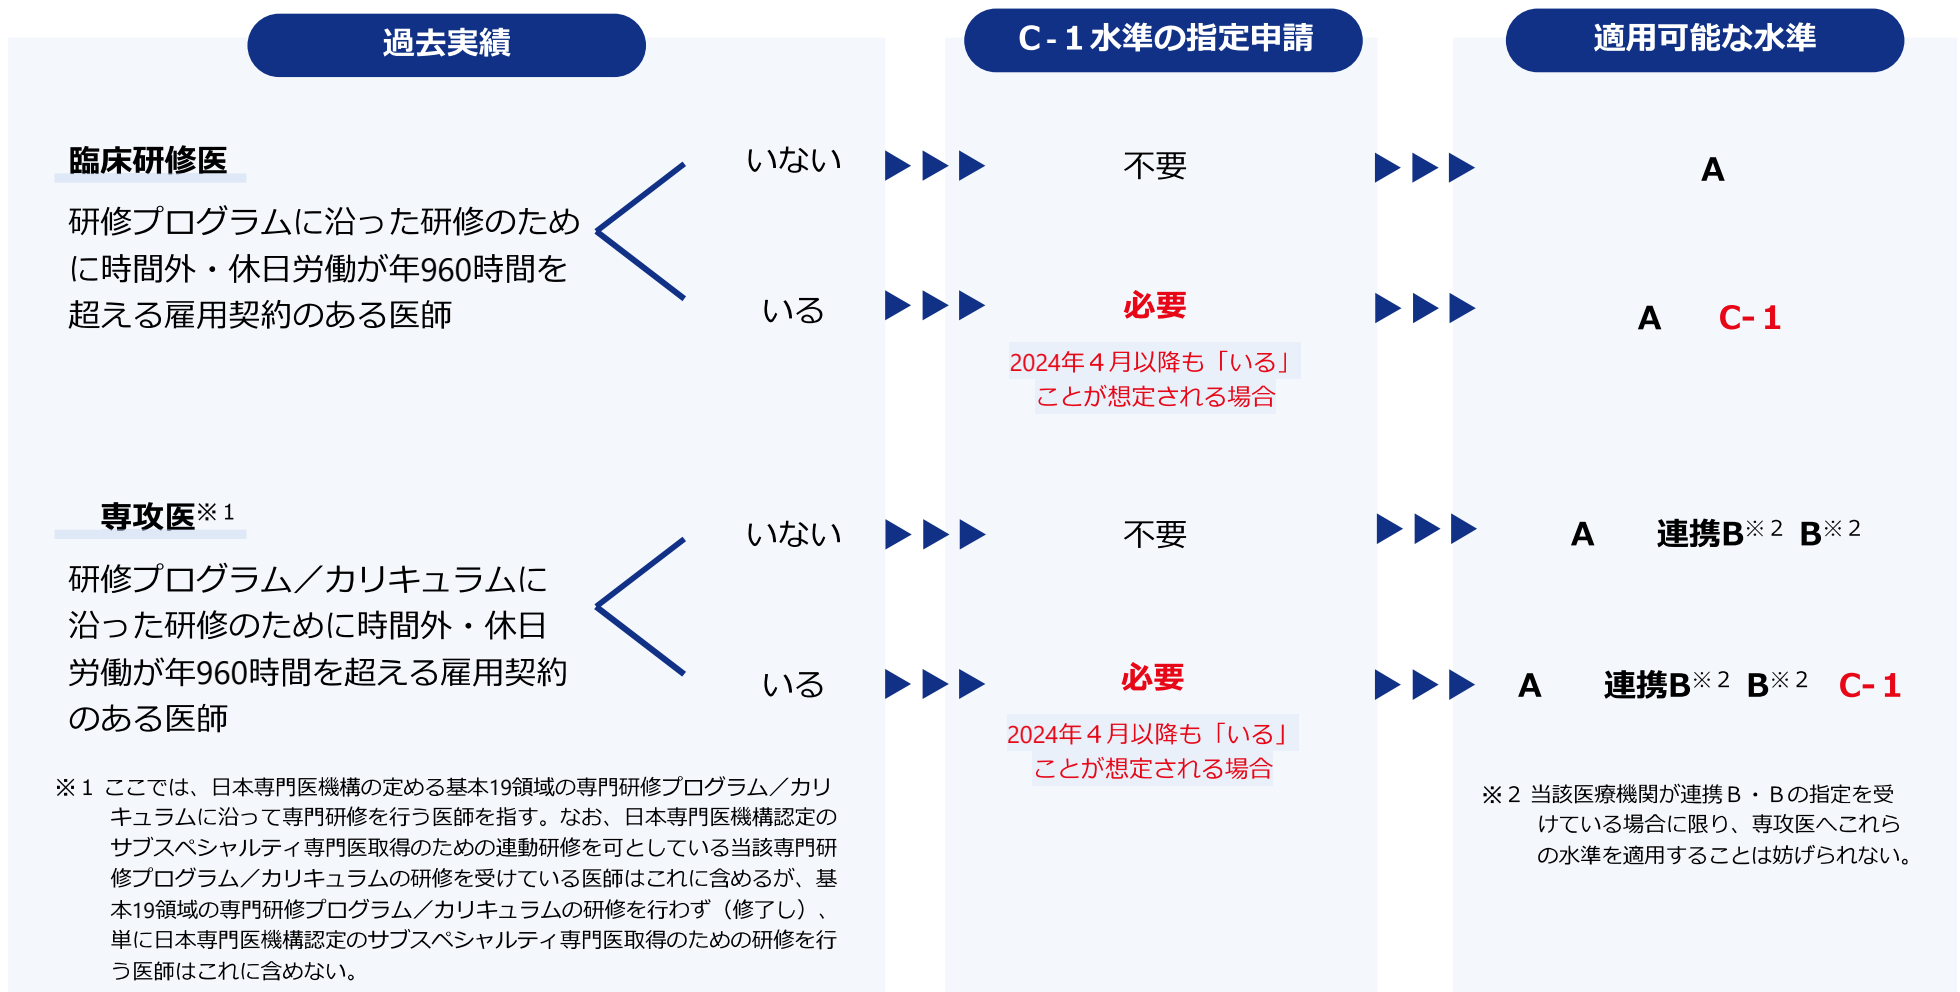 過去実績
C-1水準の指定申請
適用可能な水準
臨床研修医
研修プログラムに沿った研修のため
に時間外・休日労働が年960時間を
超える雇用契約のある医師
いない
不要
A
いる
必要
2024年４月以降も「いる」
ことが想定される場合
A C-1
専攻医※１
研修プログラム／カリキュラムに
沿った研修のために時間外・休日
労働が年960時間を超える雇用契約
のある医師
いない
不要
A 連携B※２ B※２
いる
必要
2024年４月以降も「いる」
ことが想定される場合
A 連携B※２ B※２ C-1
※１ ここでは、日本専門医機構の定める基本19領域の専門研修プログラム／カリ
キュラムに沿って専門研修を行う医師を指す。なお、日本専門医機構認定の
サブスペシャルティ専門医取得のための連動研修を可としている当該専門研
修プログラム／カリキュラムの研修を受けている医師はこれに含めるが、基
本19領域の専門研修プログラム／カリキュラムの研修を行わず（修了し）、
単に日本専門医機構認定のサブスペシャルティ専門医取得のための研修を行
う医師はこれに含めない。
※２ 当該医療機関が連携Ｂ・Ｂの指定を受
けている場合に限り、専攻医へこれら
の水準を適用することは妨げられない。